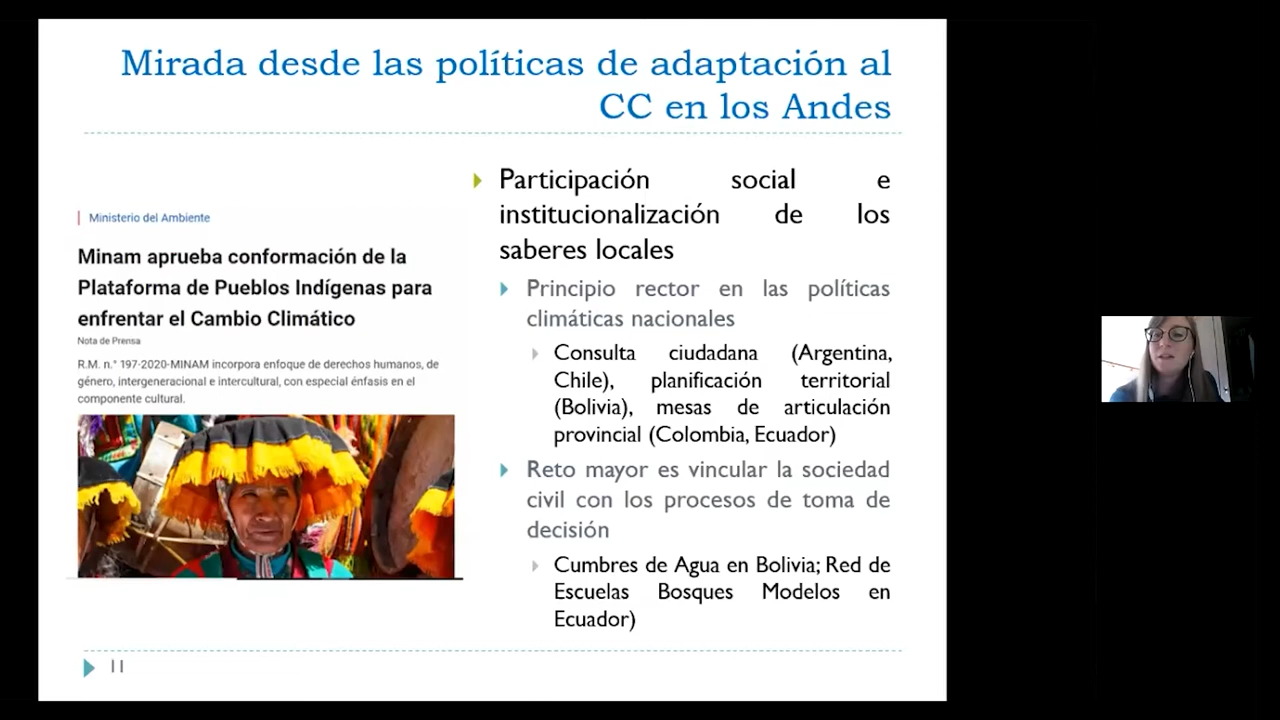 Mirada desde las políticas de adaptación al
CC en los Andes
Ministerio del Ambiente
Minam aprueba conformación de la
Plataforma de Pueblos Indígenas para
enfrentar el Cambio Climático
Nota de Prensa
R.M. n.° 197-2020-MINAM incorpora enfoque de derechos humanos, de
género, intergeneracional e intercultural, con especial énfasis en el
componente cultural.
Participación social e
institucionalización de los
saberes locales
Principio rector en las políticas
climáticas nacionales
Consulta ciudadana (Argentina,
Chile), planificación territorial
(Bolivia), mesas de articulación
provincial (Colombia, Ecuador)
Reto mayor es vincular la sociedad
civil con los procesos de toma de
decisión
Cumbres de Agua en Bolivia; Red de
Escuelas Bosques Modelos en
Ecuador)
11